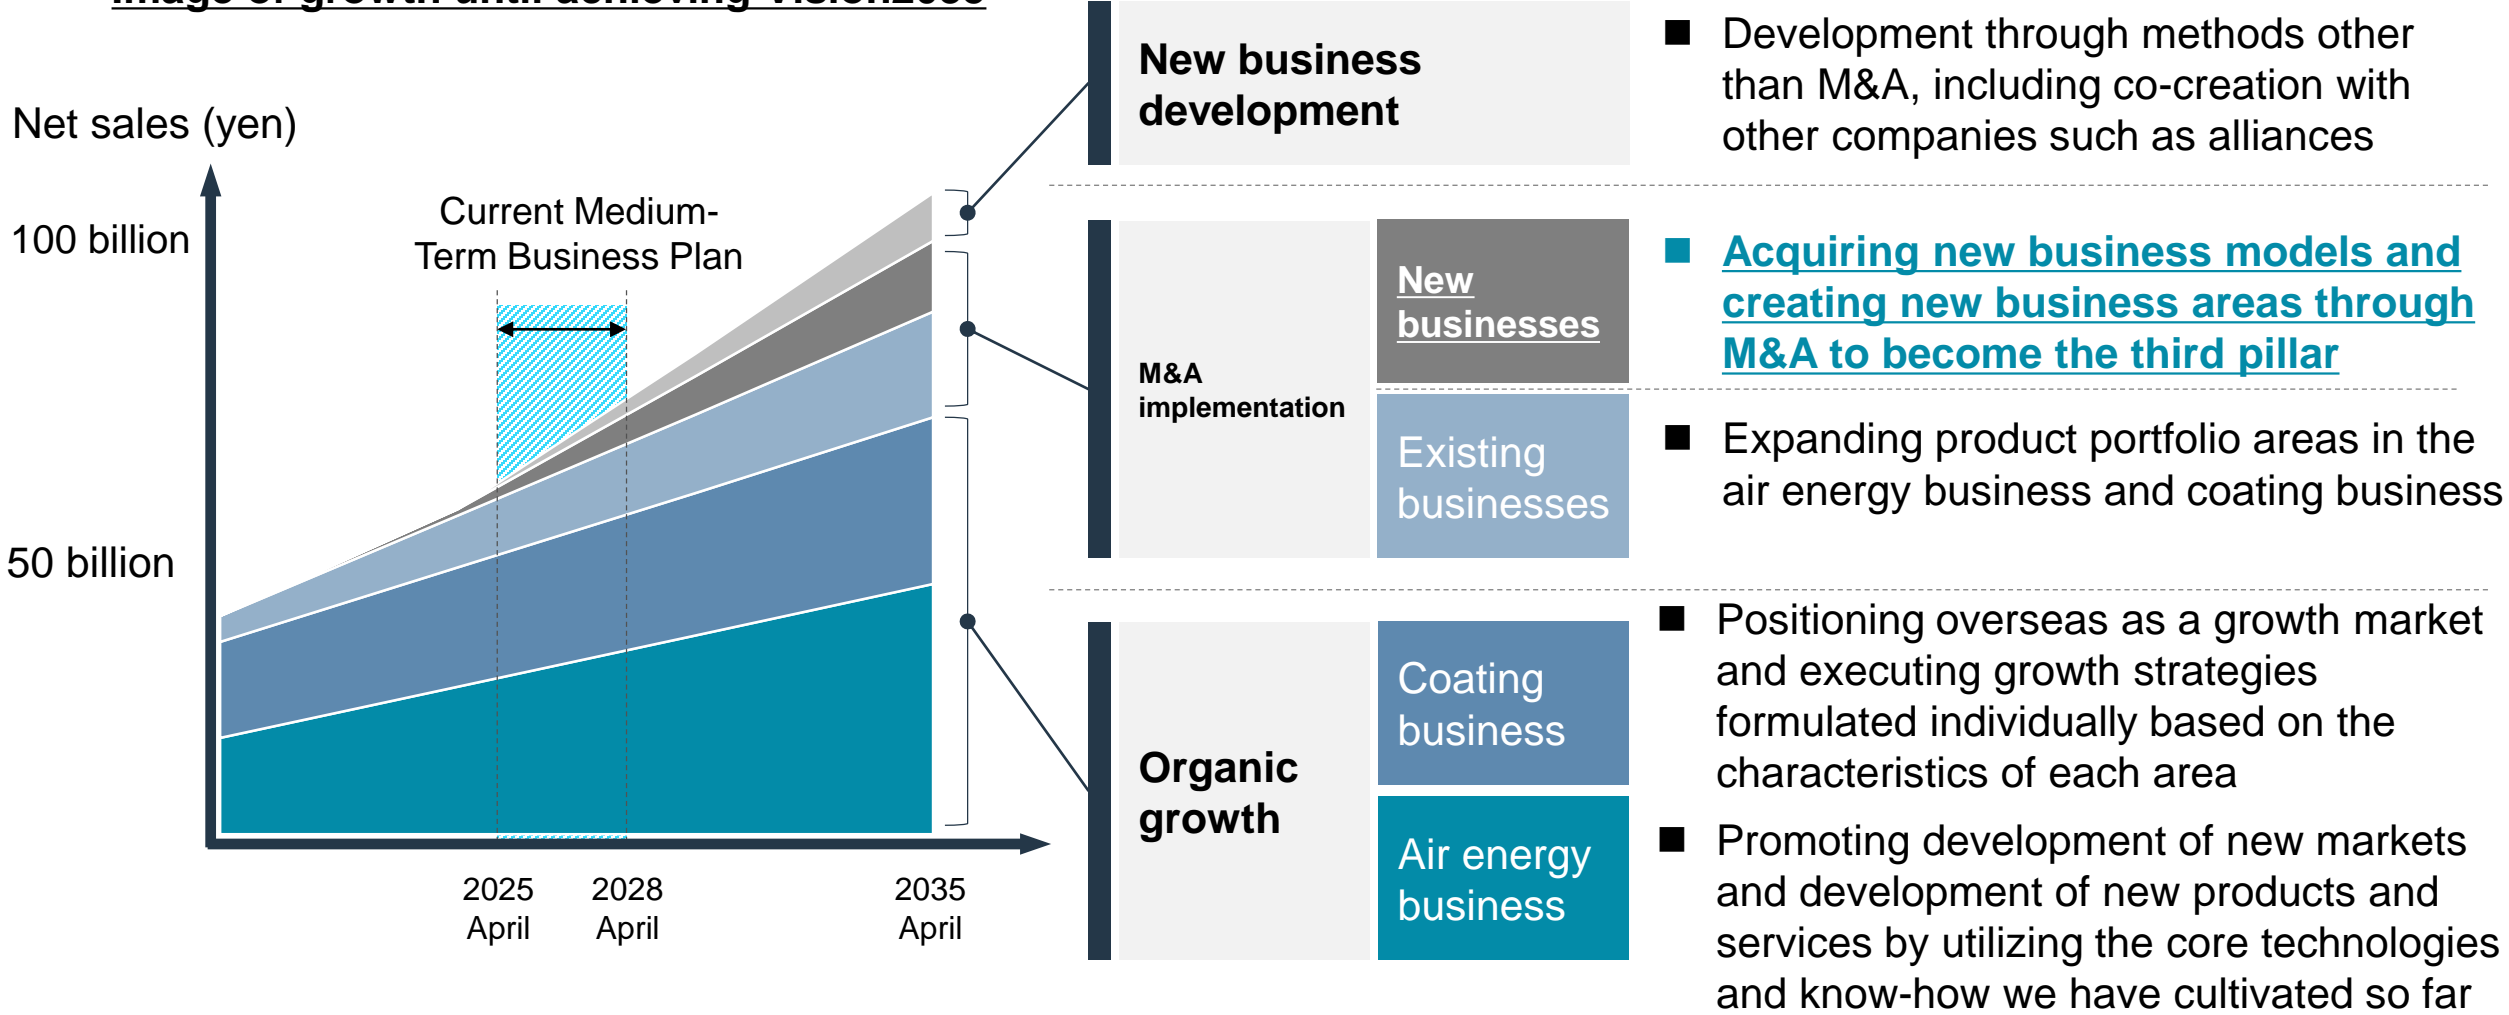 Image of growth until achieving Vision2035
Net sales (yen)
100 billion
50 billion
Current Medium-
Term Business Plan
2025
April
2028
April
2035
April
New business
development
Development through methods other
than M&A, including co-creation with
other companies such as alliances
M&A
implementation
New
businesses
Acquiring new business models and
creating new business areas through
M&A to become the third pillar
Existing
businesses
Expanding product portfolio areas in the
air energy business and coating business
Organic
growth
Coating
business
Air energy
business
Positioning overseas as a growth market
and executing growth strategies
formulated individually based on the
characteristics of each area
Promoting development of new markets
and development of new products and
services by utilizing the core technologies
and know-how we have cultivated so far